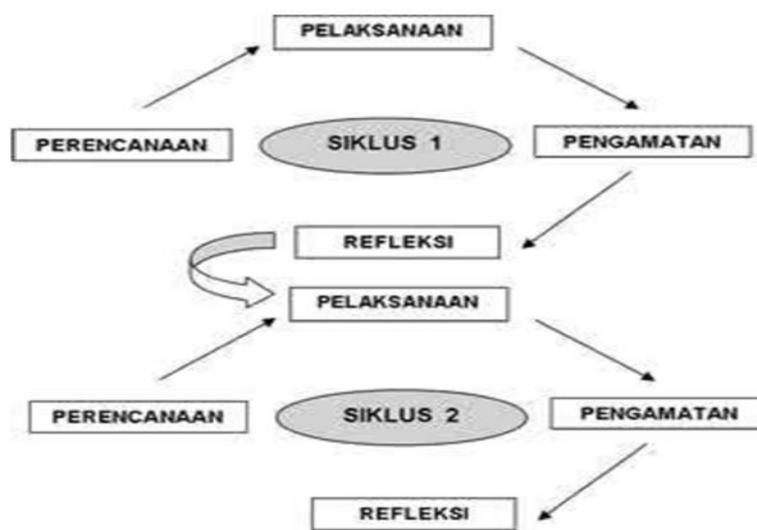 PELAKSANAAN
PERENCANAAN
SIKLUS 1
PENGAMATAN
REFLEKSI
PELAKSANAAN
PERENCANAAN
SIKLUS 2
PENGAMATAN
REFLEKSI